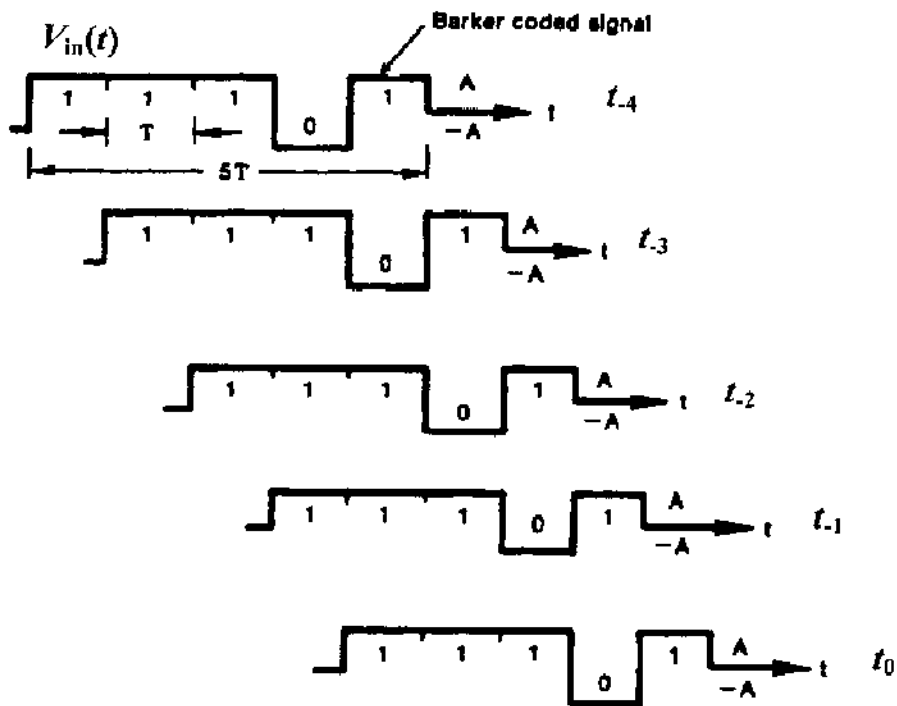 Barker coded signal
V_in(t)
1 1 1 1 A t t_-4
T 0 -A
5T
1 1 1 1 A t t_-3
0 -A
1 1 1 1 A t t_-2
0 -A
1 1 1 0 1 A t t_-1
-A
1 1 1 1 A t t_0
0 -A